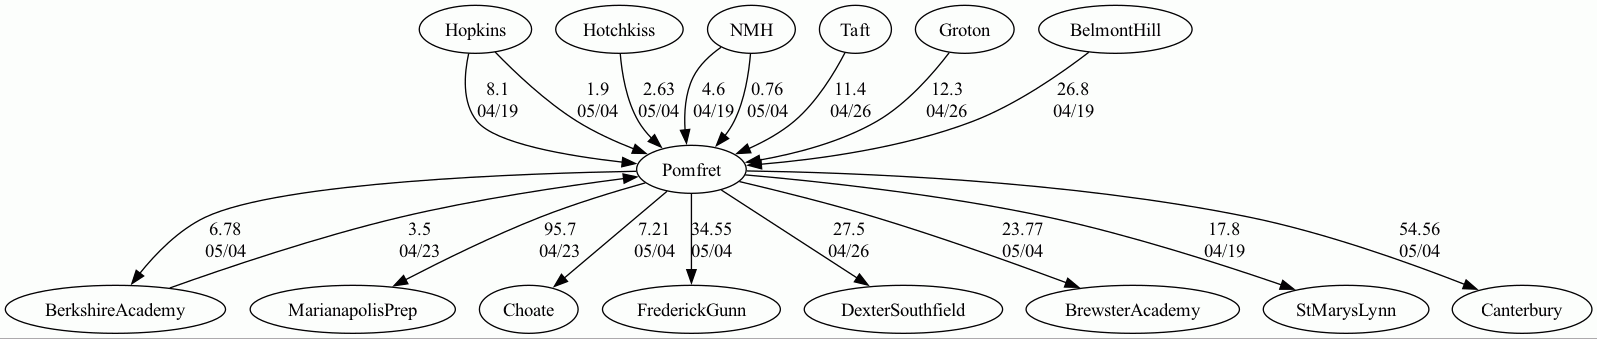 Hopkins
Hotchkiss
NMH
Taft
Groton
BelmontHill
8.1
04/19
1.9
05/04
2.63
05/04
4.6
04/19
0.76
05/04
11.4
04/26
12.3
04/26
26.8
04/19
Pomfret
6.78
05/04
3.5
04/23
95.7
04/23
7.21
05/04
34.55
05/04
27.5
04/26
23.77
05/04
17.8
04/19
54.56
05/04
BerkshireAcademy
MarianapolisPrep
Choate
FrederickGunn
DexterSouthfield
BrewsterAcademy
StMarysLynn
Canterbury